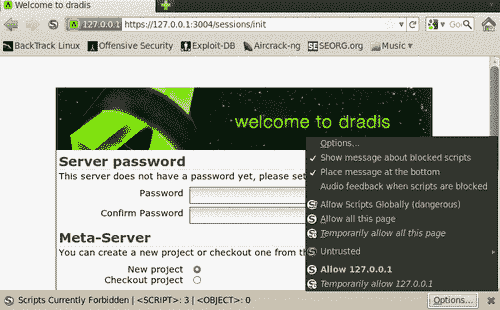 Welcome to dradis
127.0.0.1 https://127.0.0.1:3004/sessions/init
BackTrack Linux Offensive Security Exploit-DB Aircrack-ng SEORG.org Music
welcome to dradis
Server password
This server does not have a password yet, please set
Password
Confirm Password
Meta-Server
You can create a new project or checkout one from th
New project
Checkout project
Options...
Show message about blocked scripts
Place message at the bottom
Audio feedback when scripts are blocked
Allow Scripts Globally (dangerous)
Allow all this page
Temporarily allow all this page
Untrusted
Allow 127.0.0.1
Temporarily allow 127.0.0.1
Scripts Currently Forbidden | <SCRIPT>: 3 | <OBJECT>: 0 Options...